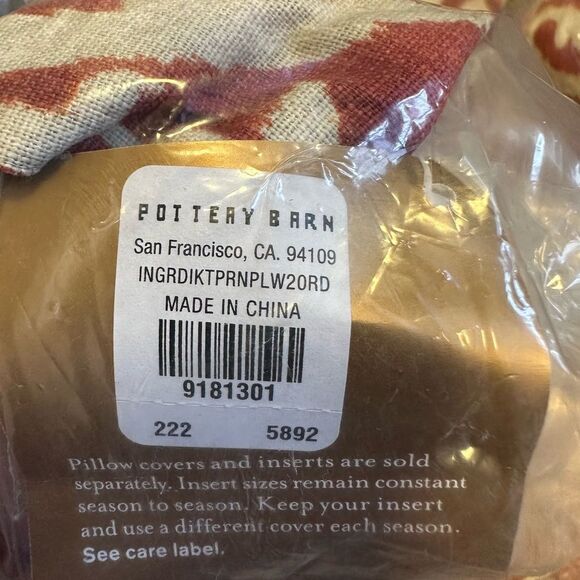 POTTERY BARN
San Francisco, CA. 94109
INGRDIKTPRNPLW20RD
MADE IN CHINA
9181301
222 5892
Pillow covers and inserts are sold
separately. Insert sizes remain constant
season to season. Keep your insert
and use a different cover each season.
See care label.